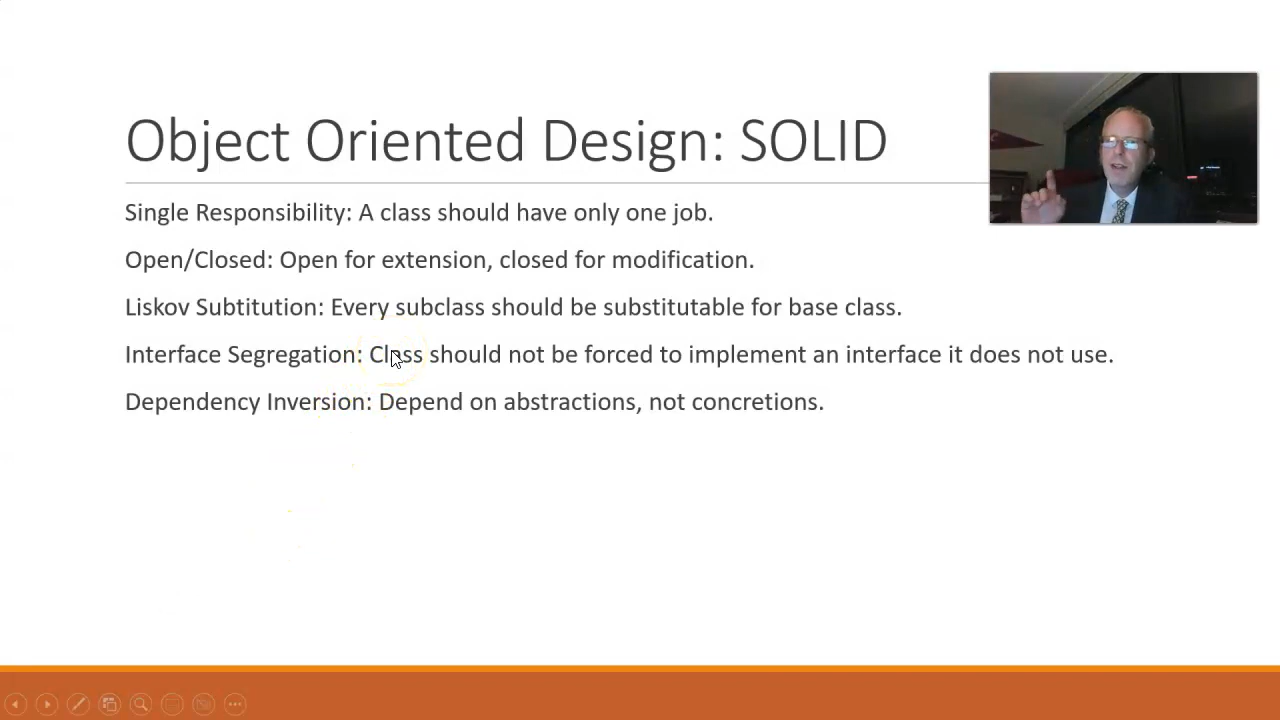 Object Oriented Design: SOLID
Single Responsibility: A class should have only one job.
Open/Closed: Open for extension, closed for modification.
Liskov Subtitution: Every subclass should be substitutable for base class.
Interface Segregation: Class should not be forced to implement an interface it does not use.
Dependency Inversion: Depend on abstractions, not concretions.